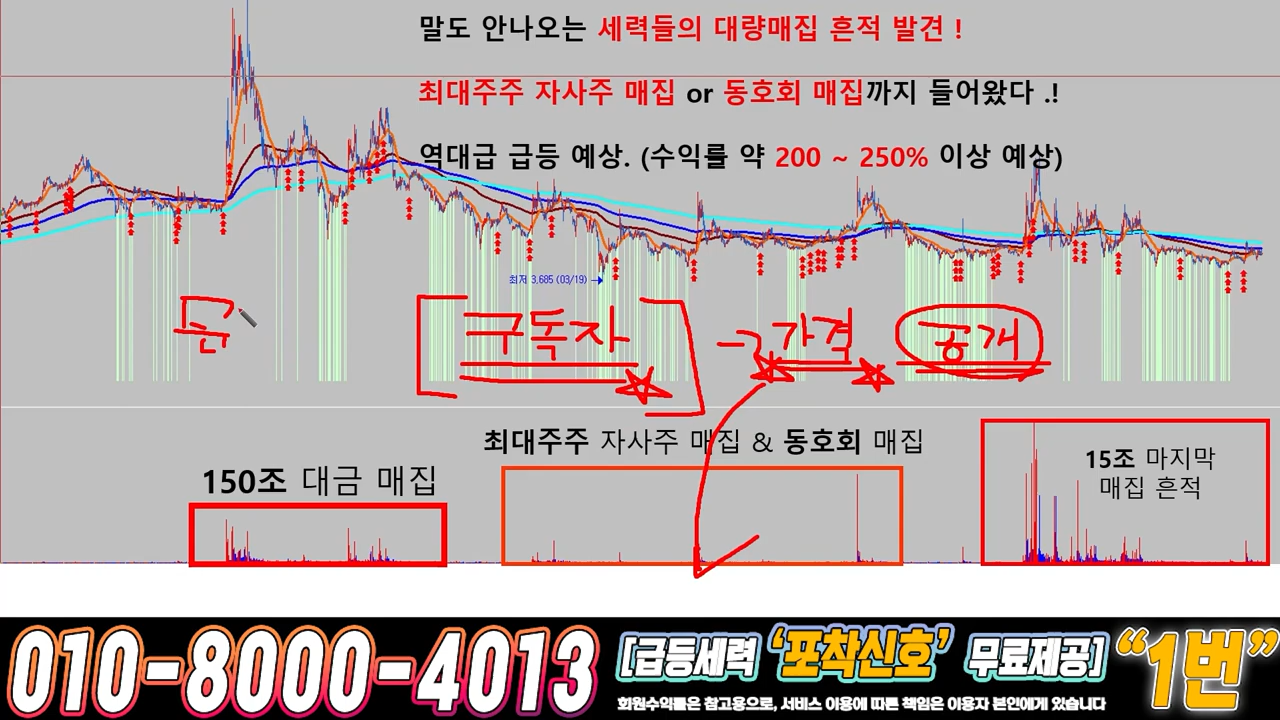 말도 안나오는 세력들의 대량매집 흔적 발견 !
최대주주 자사주 매집 or 동호회 매집까지 들어왔다 .!
역대급 급등 예상. (수익률 약 200 ~ 250% 이상 예상)
최저 3,685 (03/19)
구독자 가격 공개
최대주주 자사주 매집 & 동호회 매집
150조 대금 매집
15조 마지막
매집 흔적
010-8000-4013
[급등세력 '포착신호' 무료제공] "1번"
회원수익률은 참고용으로, 서비스 이용에 따른 책임은 이용자 본인에게 있습니다